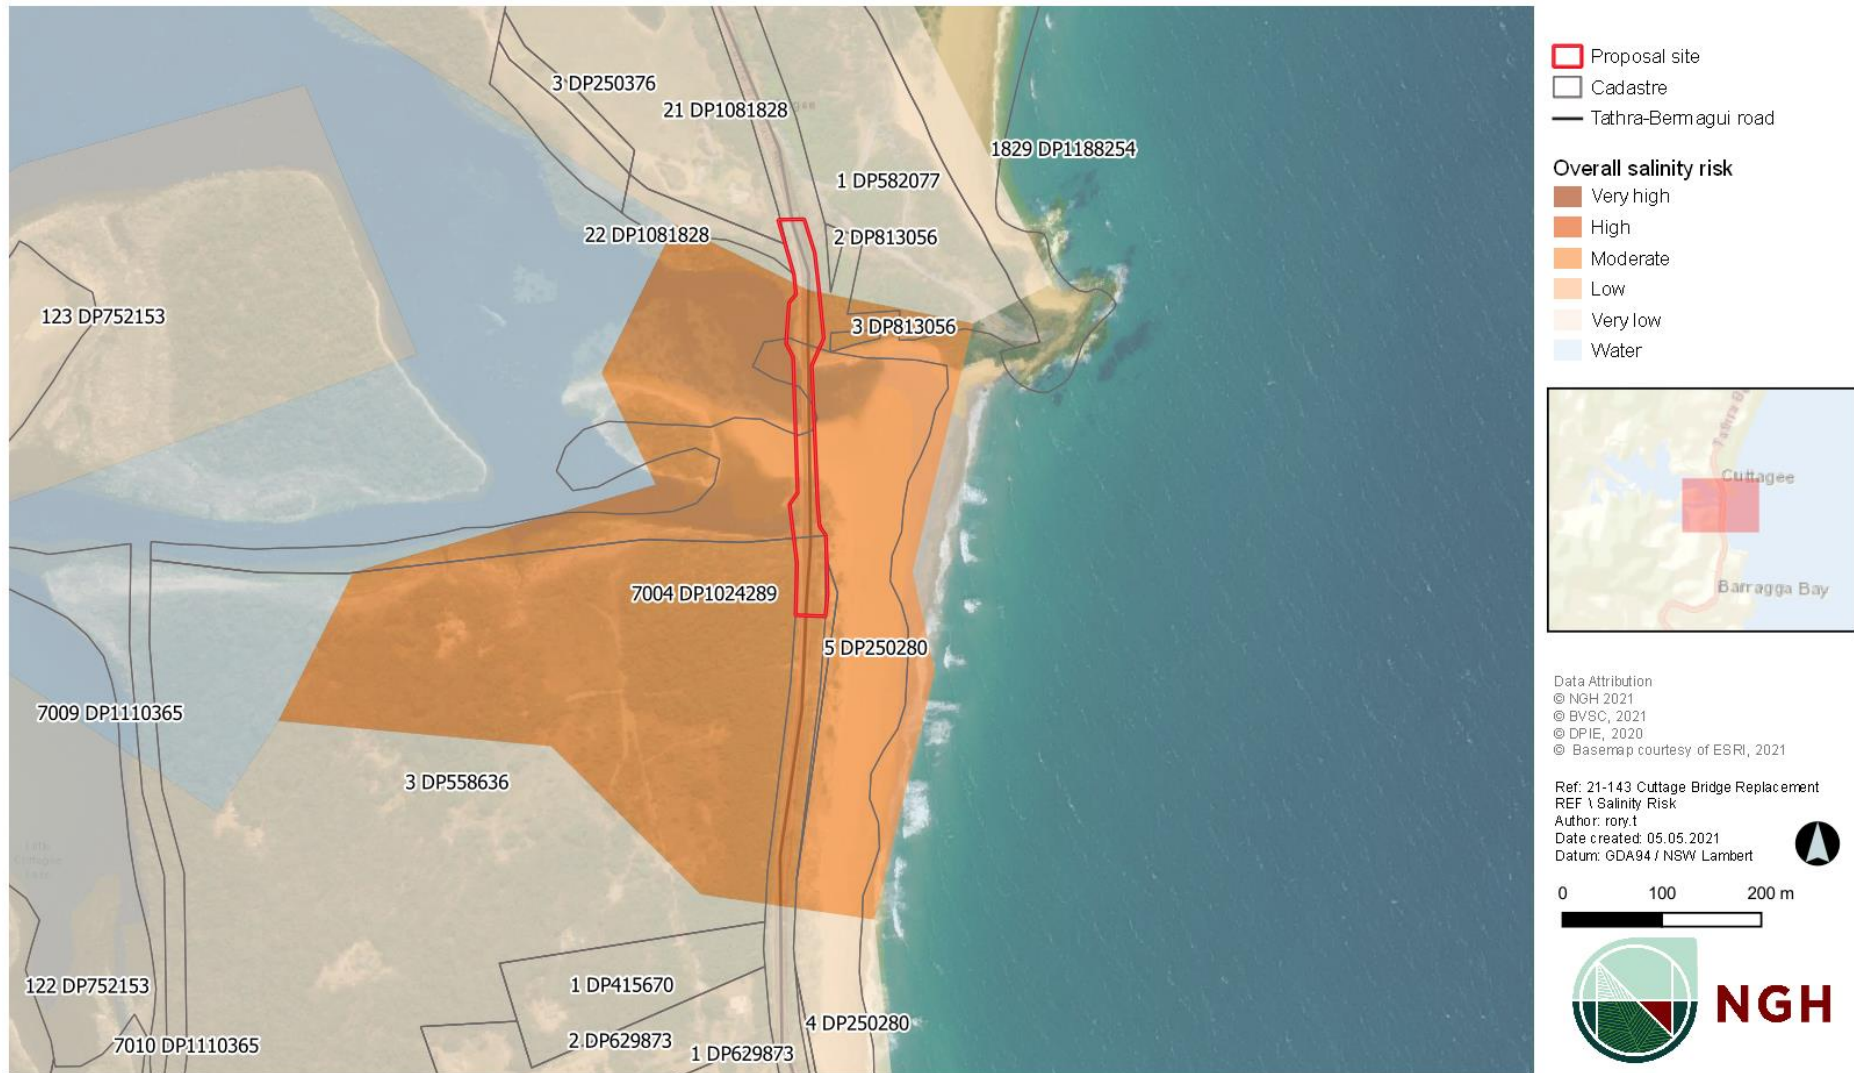 3 DP250376
21 DP1081828
1829 DP1188254
1 DP582077
22 DP1081828
2 DP813056
123 DP752153
3 DP813056
7004 DP1024289
5 DP250280
7009 DP1110365
3 DP558636
122 DP752153
1 DP415670
4 DP250280
7010 DP1110365
2 DP629873
1 DP629873
Proposal site
Cadastre
Tathra-Bermagui road
Overall salinity risk
Very high
High
Moderate
Low
Very low
Water
Cuttagee
Barragga Bay
Data Attribution
© NGH 2021
© BVSC, 2021
© DPIE, 2020
© Basemap courtesy of ESRI, 2021
Ref: 21-143 Cuttage Bridge Replacement
REF \ Salinity Risk
Author: rory.t
Date created: 05.05.2021
Datum: GDA94 / NSW Lambert
0 100 200 m
NGH